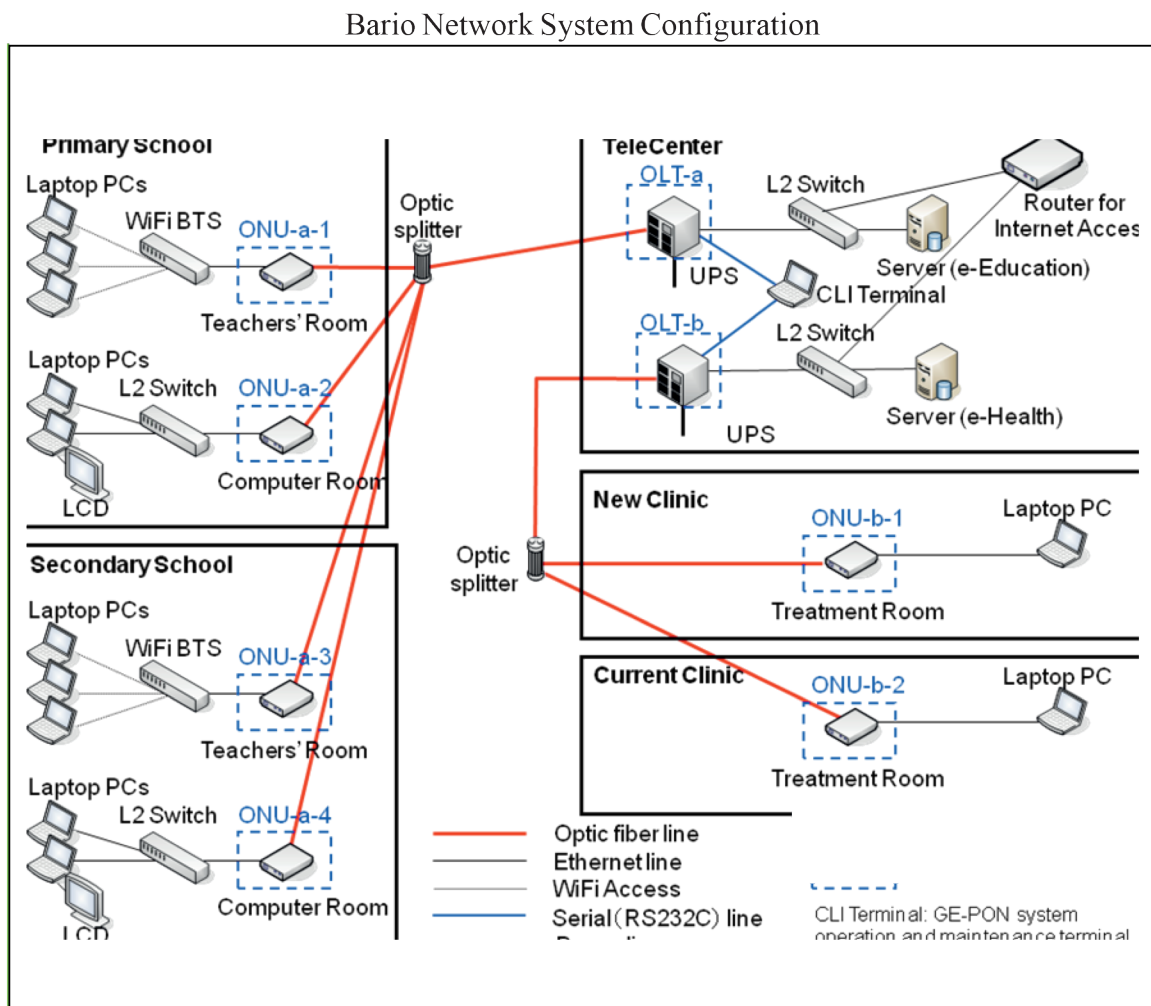 Bario Network System Configuration
Primary School
Laptop PCs
WiFi BTS
ONU-a-1
Teachers' Room
Laptop PCs
L2 Switch
ONU-a-2
Computer Room
LCD
Optic
splitter
TeleCenter
OLT-a
UPS
L2 Switch
Router for
Internet Acces
Server (e-Education)
CLI Terminal
OLT-b
UPS
L2 Switch
Server (e-Health)
Secondary School
Laptop PCs
WiFi BTS
ONU-a-3
Teachers' Room
Laptop PCs
L2 Switch
ONU-a-4
Computer Room
LCD
Optic
splitter
New Clinic
ONU-b-1
Laptop PC
Treatment Room
Current Clinic
ONU-b-2
Laptop PC
Treatment Room
Optic fiber line
Ethernet line
WiFi Access
Serial(RS232C) line
CLI Terminal: GE-PON system
operation and maintenance terminal